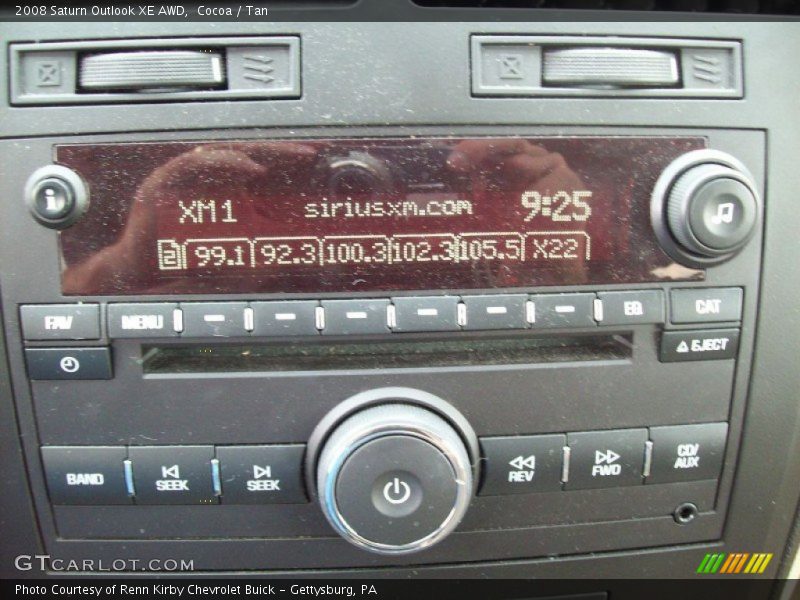 2008 Saturn Outlook XE AWD,  Cocoa / Tan
i
XM1 siriusxm.com 9:25
2 99.1 92.3 100.3 102.3 105.5 X22
FAV MENU EQ CAT
EJECT
BAND SEEK SEEK REV FWD CD/AUX
GTCARLOT.COM
Photo Courtesy of Renn Kirby Chevrolet Buick – Gettysburg, PA